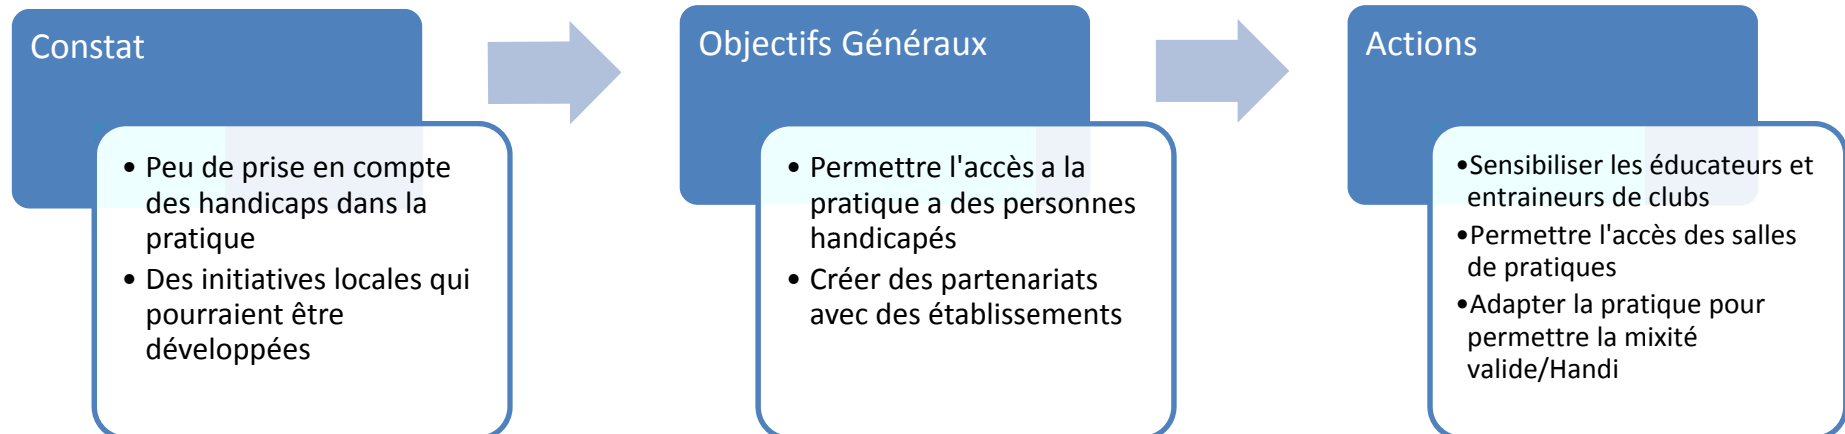 Constat
• Peu de prise en compte
des handicaps dans la
pratique
• Des initiatives locales qui
pourraient être
développées
Objectifs Généraux
• Permettre l'accès a la
pratique a des personnes
handicapés
• Créer des partenariats
avec des établissements
Actions
•Sensibiliser les éducateurs et
entraineurs de clubs
•Permettre l'accès des salles
de pratiques
•Adapter la pratique pour
permettre la mixité
valide/Handi